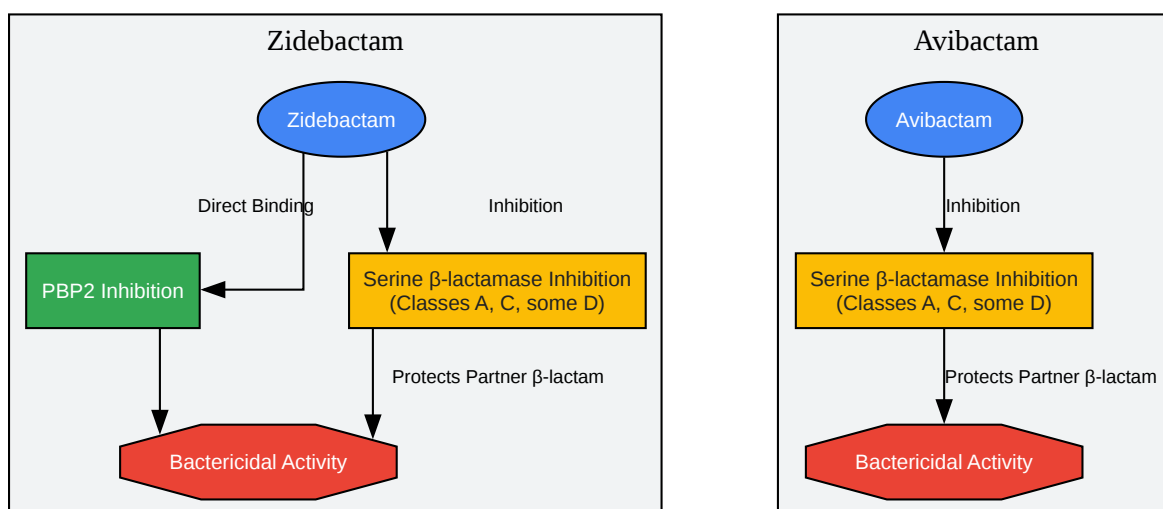 Zidebactam
Zidebactam
Direct Binding
Inhibition
PBP2 Inhibition
Serine β-lactamase Inhibition
(Classes A, C, some D)
Protects Partner β-lactam
Bactericidal Activity
Avibactam
Avibactam
Inhibition
Serine β-lactamase Inhibition
(Classes A, C, some D)
Protects Partner β-lactam
Bactericidal Activity